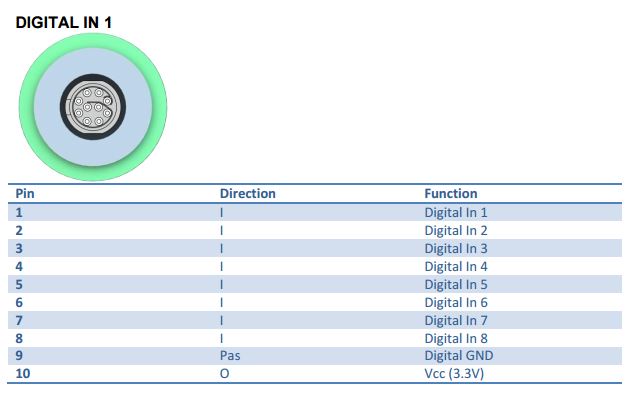 DIGITAL IN 1
Pin Direction Function
1 I Digital In 1
2 I Digital In 2
3 I Digital In 3
4 I Digital In 4
5 I Digital In 5
6 I Digital In 6
7 I Digital In 7
8 I Digital In 8
9 Pas Digital GND
10 O Vcc (3.3V)